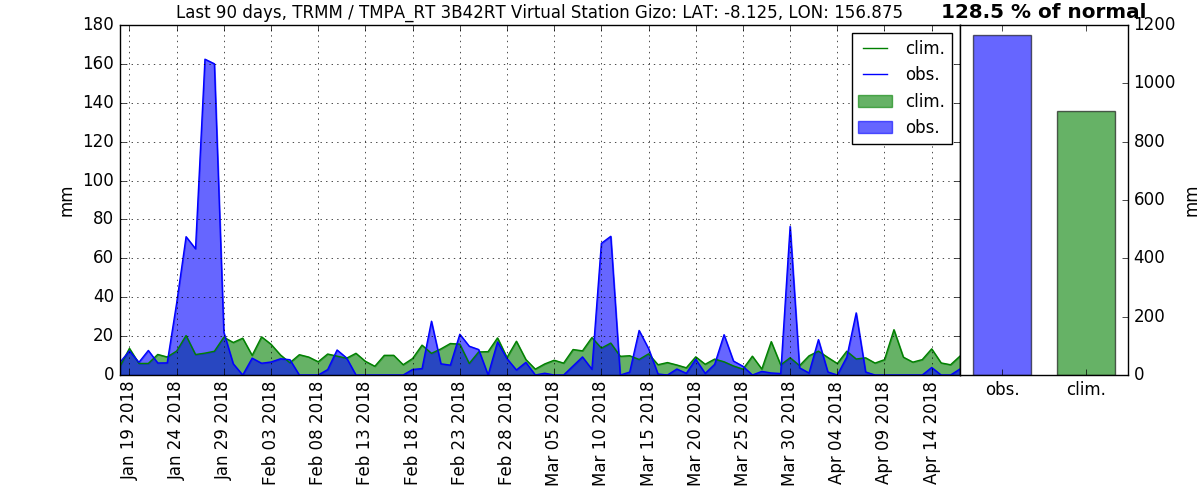 Last 90 days, TRMM / TMPA_RT 3B42RT Virtual Station Gizo: LAT: -8.125, LON: 156.875
128.5 % of normal
180
160
140
120
100
80
60
40
20
0
mm
clim.
obs.
clim.
obs.
Jan 19 2018
Jan 24 2018
Jan 29 2018
Feb 03 2018
Feb 08 2018
Feb 13 2018
Feb 18 2018
Feb 23 2018
Feb 28 2018
Mar 05 2018
Mar 10 2018
Mar 15 2018
Mar 20 2018
Mar 25 2018
Mar 30 2018
Apr 04 2018
Apr 09 2018
Apr 14 2018
1200
1000
800
600
400
200
0
mm
obs.
clim.